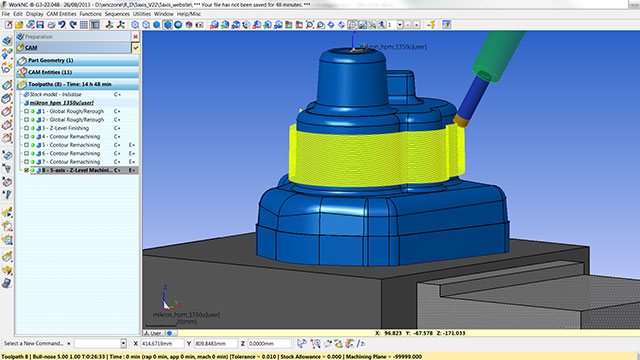 WorkNC ® -G3-22.04B - 26/09/2013 - D:\wnczone\R_D\5axis_V22\5axis_website\ *** Your file has not been saved for 48 minutes. ***
File Edit Display CAM Entities Functions Sequences Utilities Window Help/Misc
Preparation
CAM
Part Geometry (1)
CAM Entities (11)
Toolpaths (8) - Time: 14 h 48 min
Stock model - Initialise C+
mikron_hpm_1350u[user]
1 - Global Rough/Rerough C+
2 - Global Rough/Rerough C+
3 - Z-Level Finishing C+
4 - Contour Remachining C+
5 - Contour Remachining C+ E+
6 - Contour Remachining C+ E+
7 - Contour Remachining C+ E+
8 - 5-axis - Z-Level Machini... C+ E+
mikron_hpm_1350u[user]
Z
mikron_hpm_1350u[user]
20(mm)
User
X: 96.823 Y: -67.578 Z: -171.033
Select a New Command... X 414.6719mm Y 809.8483mm Z 0.0000mm
Toolpath 8 | Bull-nose 5.00 1.00 T:0:26:33 | Time : 0 min (rap 0 min, app 0 min, mach 0 min) |Tolerance = 0.010 | Stock Allowance = 0.000 | Machining Plane = -99999.000